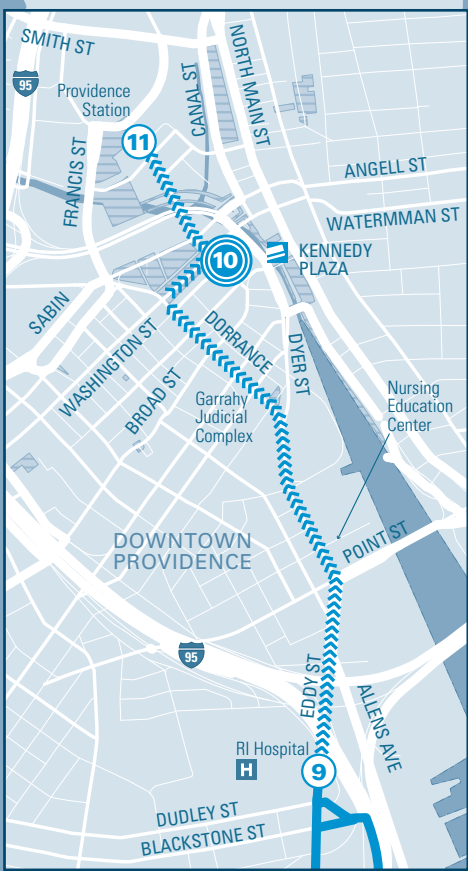 SMITH ST
95
Providence
Station
11
CANAL ST
NORTH MAIN ST
FRANCIS ST
ANGELL ST
WATERMMAN ST
10
KENNEDY
PLAZA
SABIN
WASHINGTON ST
DORRANCE
DYER ST
BROAD ST
Garrahy
Judicial
Complex
Nursing
Education
Center
DOWNTOWN
PROVIDENCE
POINT ST
95
EDDY ST
ALLENS AVE
RI Hospital
H
9
DUDLEY ST
BLACKSTONE ST